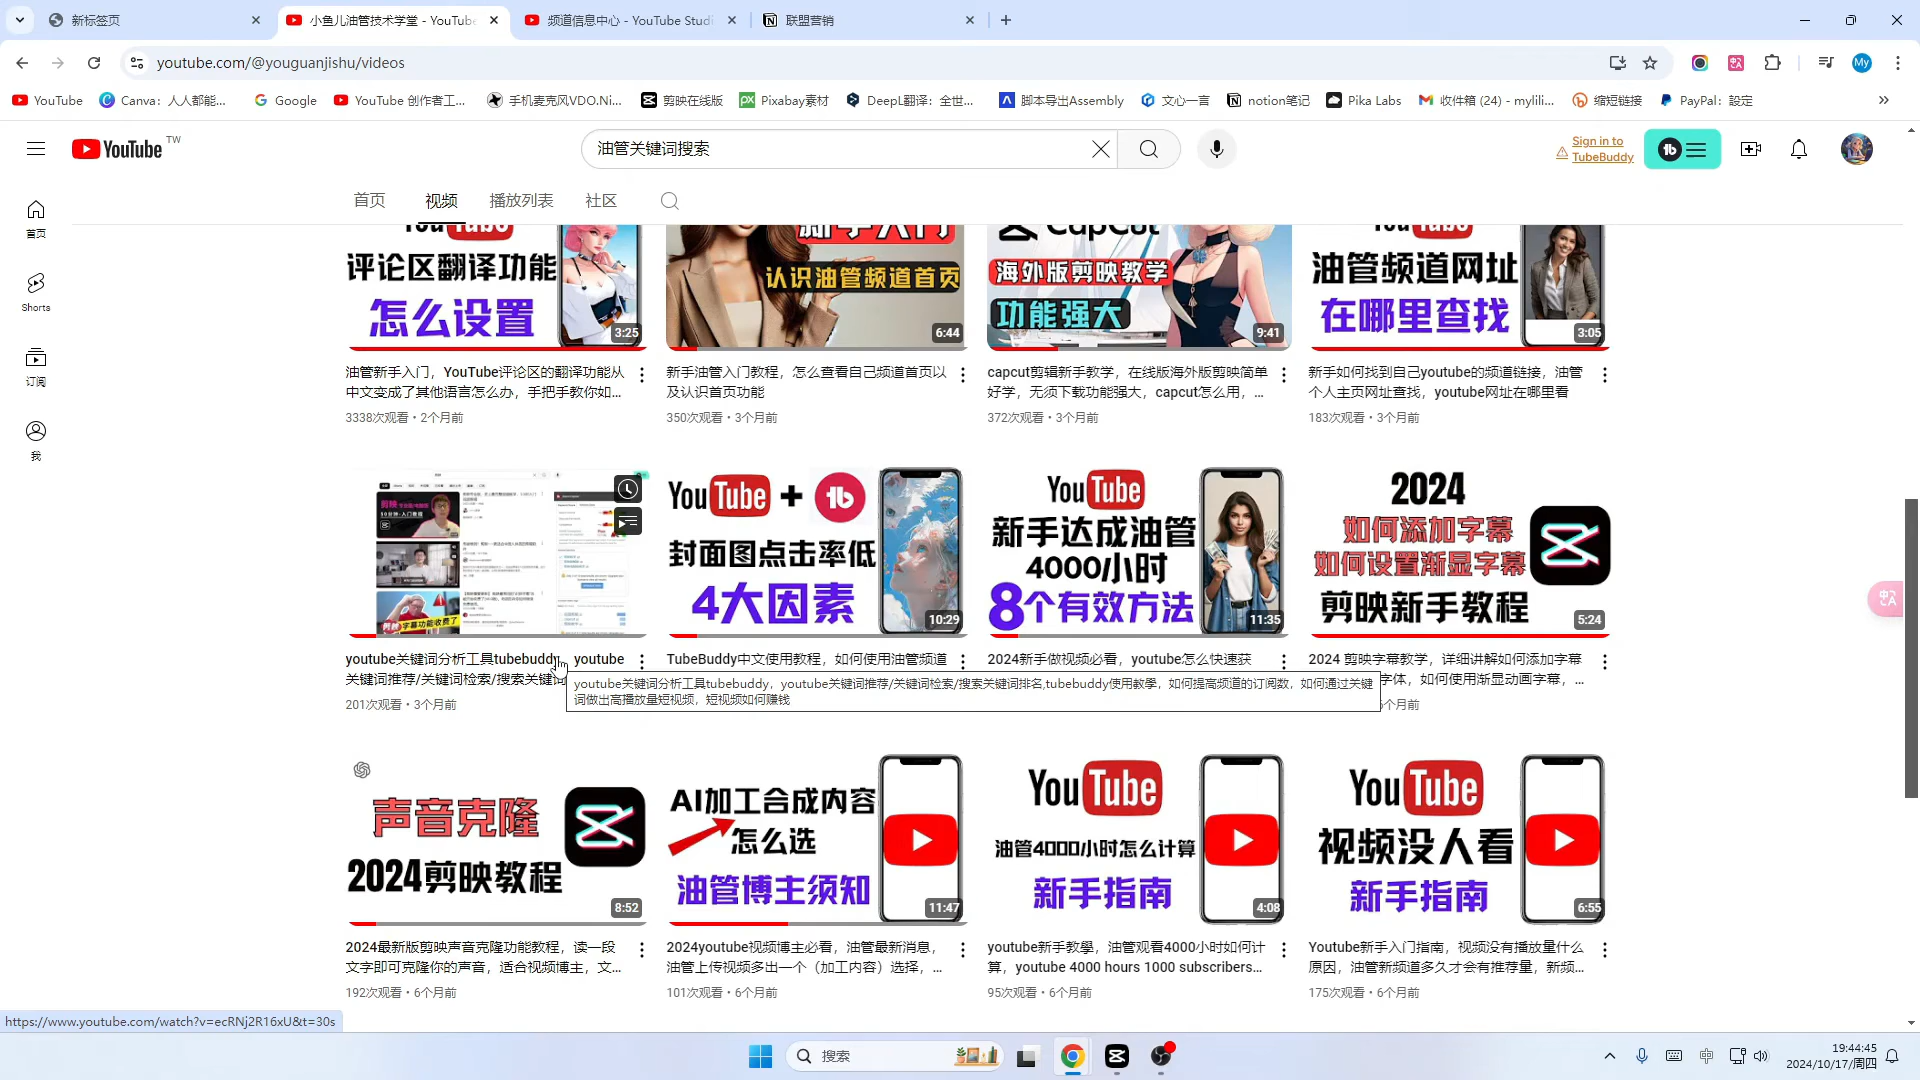 新标签页
小鱼儿油管技术学堂 - YouTube
频道信息中心 - YouTube Studi
联盟营销
youtube.com/@youguanjishu/videos
My
YouTube
Canva：人人都能...
Google
YouTube 创作者工...
手机麦克风VDO.Ni...
剪映在线版
Pixabay素材
DeepL翻译：全世...
脚本导出Assembly
文心一言
notion笔记
Pika Labs
收件箱 (24) - mylili...
缩短链接
PayPal：設定
YouTube TW
油管关键词搜索
Sign in to
TubeBuddy
首页
视频
播放列表
社区
首页
Shorts
订阅
我
YouTube
评论区翻译功能
怎么设置
3:25
新手入门
认识油管频道首页
6:44
CapCut
海外版剪映教学
功能强大
9:41
YouTube
油管频道网址
在哪里查找
3:05
油管新手入门，YouTube评论区的翻译功能从
中文变成了其他语言怎么办，手把手教你如...
3338次观看・2个月前
新手油管入门教程，怎么查看自己频道首页以
及认识首页功能
350次观看・3个月前
capcut剪辑新手教学，在线版海外版剪映简单
好学，无须下载功能强大，capcut怎么用，...
372次观看・3个月前
新手如何找到自己youtube的频道链接，油管
个人主页网址查找，youtube网址在哪里看
183次观看・3个月前
字幕功能收费了
YouTube +
封面图点击率低
4大因素
10:29
YouTube
新手达成油管
4000小时
8个有效方法
11:35
2024
如何添加字幕
如何设置渐显字幕
剪映新手教程
5:24
youtube关键词分析工具tubebuddy，youtube
关键词推荐/关键词检索/搜索关键词
201次观看・3个月前
TubeBuddy中文使用教程，如何使用油管频道
2024新手做视频必看，youtube怎么快速获
2024 剪映字幕教学，详细讲解如何添加字幕
字体，如何使用渐显动画字幕，...
个月前
youtube关键词分析工具tubebuddy，youtube关键词推荐/关键词检索/搜索关键词排名,tubebuddy使用教學，如何提高频道的订阅数，如何通过关键
词做出高播放量短视频，短视频如何赚钱
声音克隆
2024剪映教程
8:52
AI加工合成内容
怎么选
油管博主须知
11:47
YouTube
油管4000小时怎么计算
新手指南
4:08
YouTube
视频没人看
新手指南
6:55
2024最新版剪映声音克隆功能教程，读一段
文字即可克隆你的声音，适合视频博主，文...
192次观看・6个月前
2024youtube视频博主必看，油管最新消息，
油管上传视频多出一个（加工内容）选择，...
101次观看・6个月前
youtube新手教學，油管观看4000小时如何计
算，youtube 4000 hours 1000 subscribers...
95次观看・6个月前
Youtube新手入门指南，视频没有播放量什么
原因，油管新频道多久才会有推荐量，新频...
175次观看・6个月前
https://www.youtube.com/watch?v=ecRNj2R16xU&t=30s
搜索
中
19:44:45
2024/10/17/周四